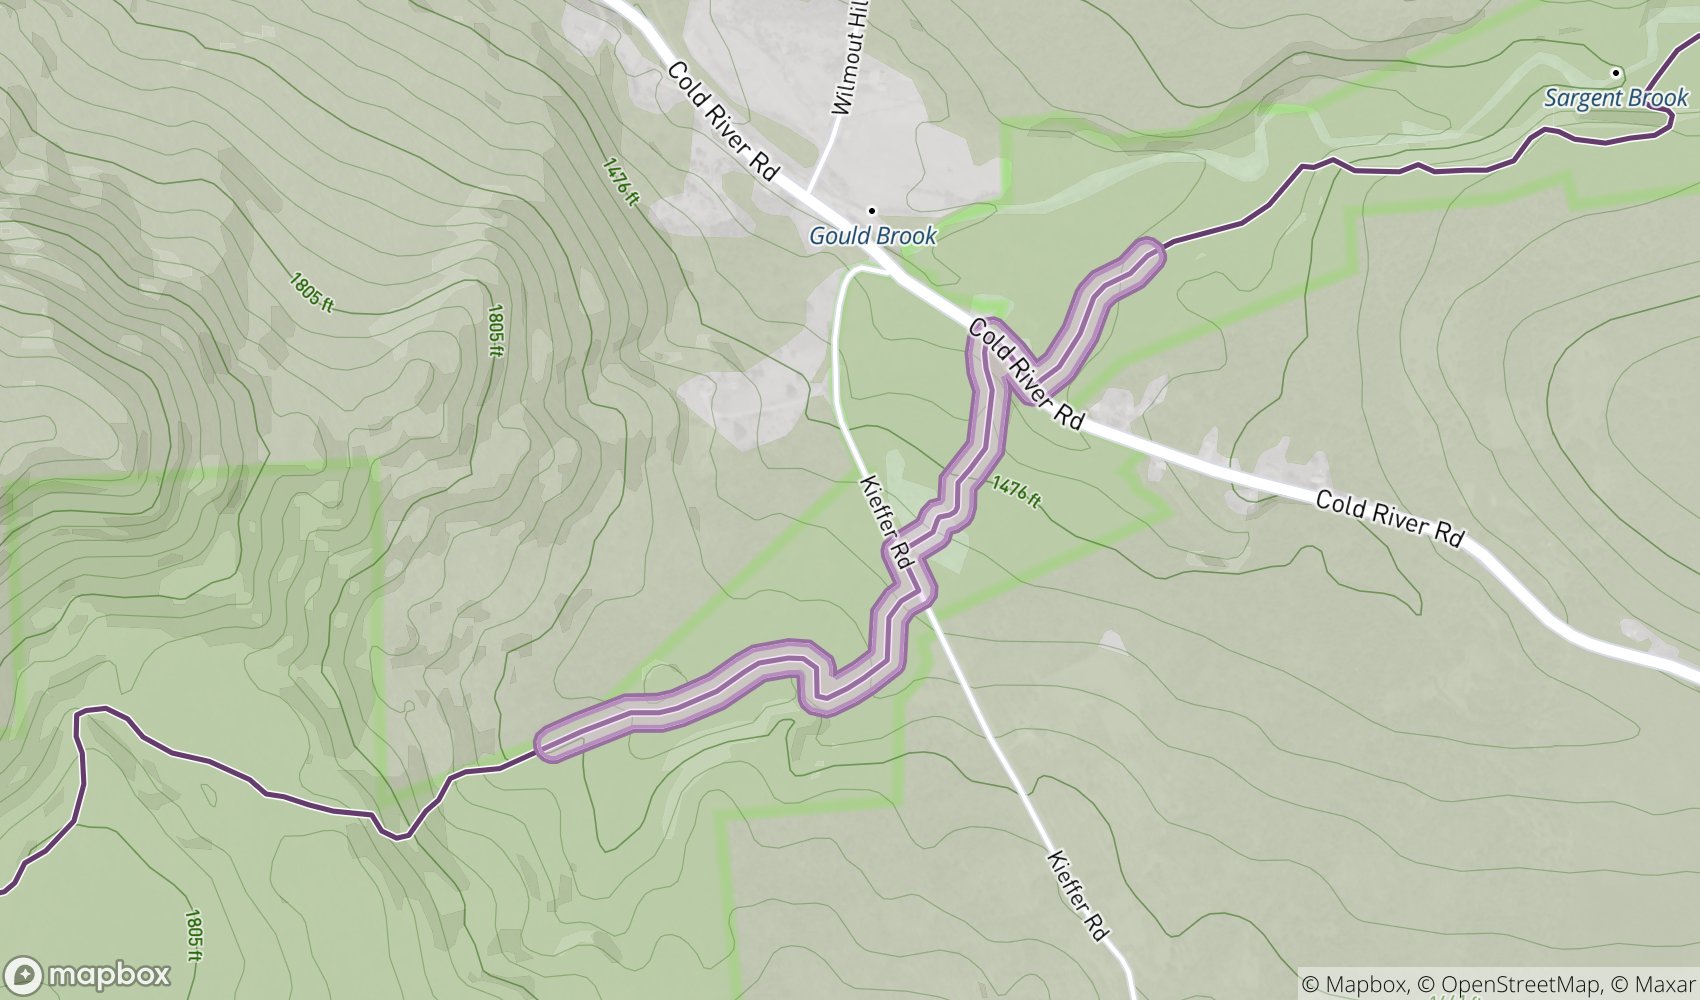 Wilmout Hil
Cold River Rd
Sargent Brook
1476 ft
Gould Brook
1805 ft
1805 ft
Cold River Rd
1476 ft
Kieffer Rd
Cold River Rd
Kieffer Rd
1805 ft
mapbox
© Mapbox, © OpenStreetMap, © Maxar